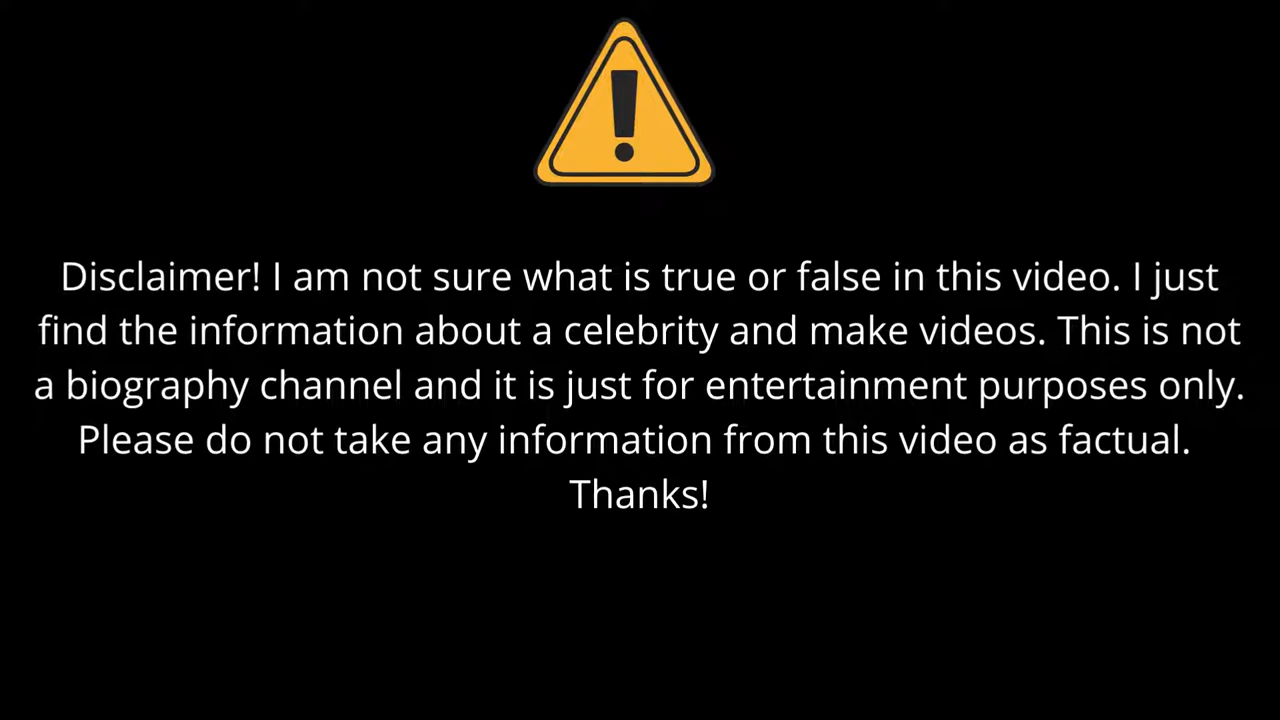 Disclaimer! I am not sure what is true or false in this video. I just
find the information about a celebrity and make videos. This is not
a biography channel and it is just for entertainment purposes only.
Please do not take any information from this video as factual.
Thanks!